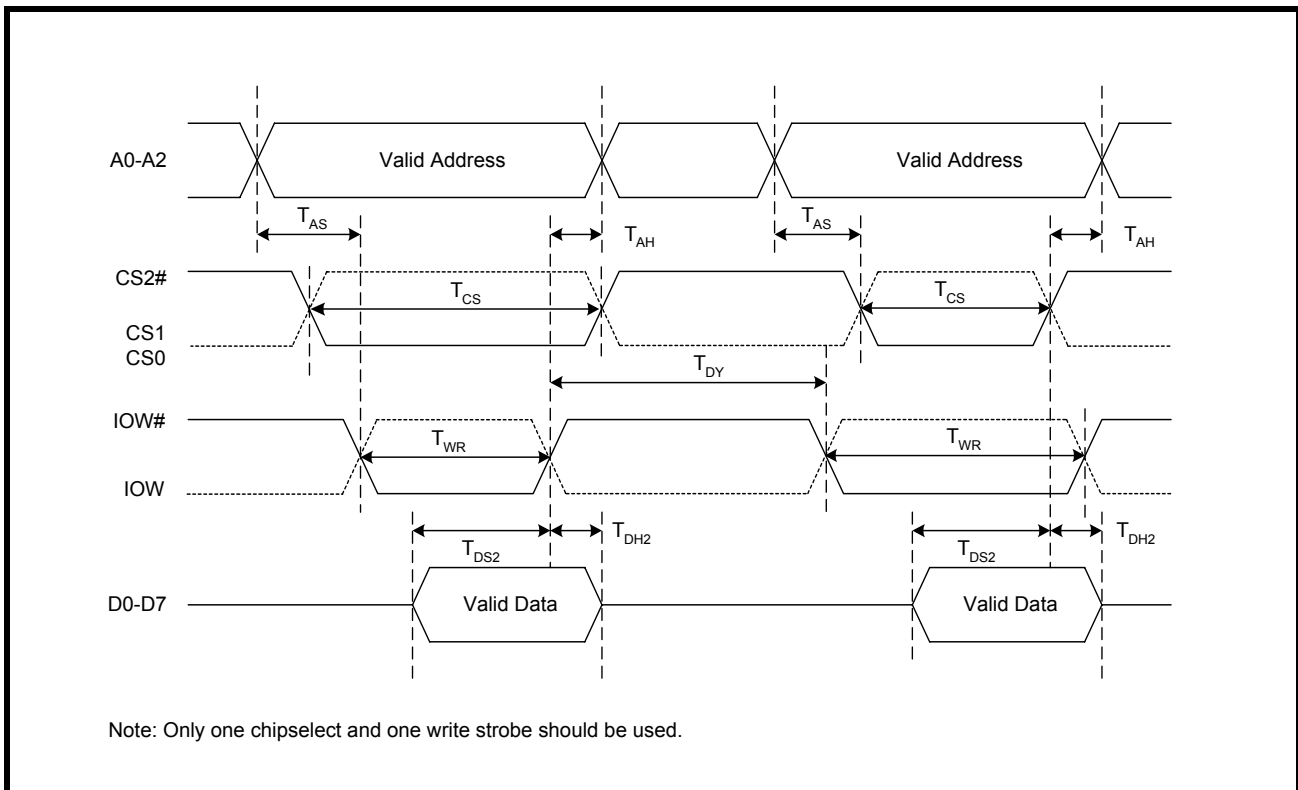 A0-A2
Valid Address
Valid Address
TAS
TAH
TAS
TAH
CS2#
TCS
TCS
CS1
CS0
TDY
IOW#
TWR
TWR
IOW
TDS2
TDH2
TDS2
TDH2
D0-D7
Valid Data
Valid Data
Note: Only one chipselect and one write strobe should be used.